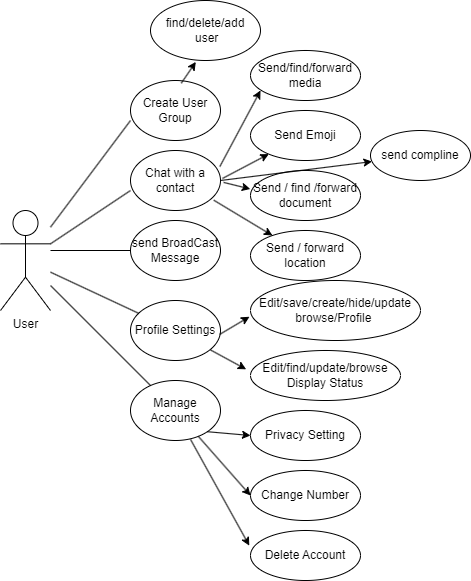 find/delete/add
user
Send/find/forward
media
Create User
Group
Send Emoji
send compline
Chat with a
contact
Send / find /forward
document
send BroadCast
Message
Send / forward
location
User
Edit/save/create/hide/update
browse/Profile
Profile Settings
Edit/find/update/browse
Display Status
Manage
Accounts
Privacy Setting
Change Number
Delete Account